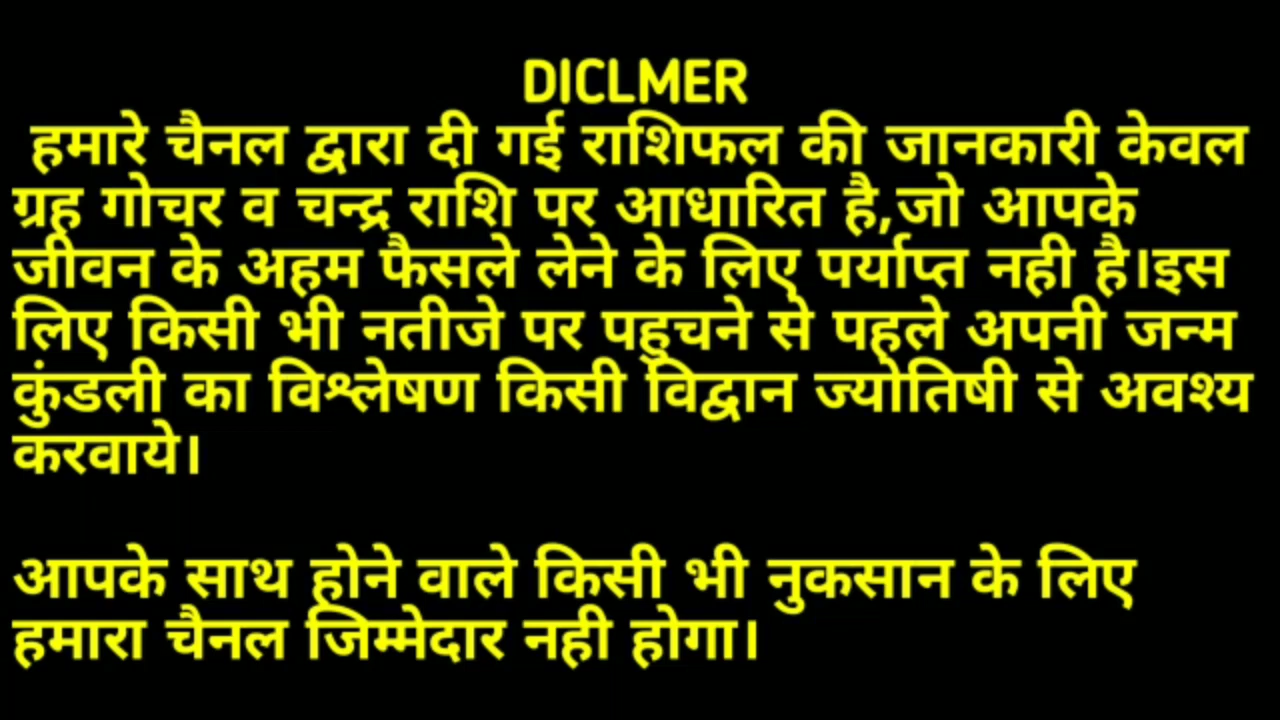 DICLMER
हमारे चैनल द्वारा दी गई राशिफल की जानकारी केवल
ग्रह गोचर व चन्द्र राशि पर आधारित है,जो आपके
जीवन के अहम फैसले लेने के लिए पर्याप्त नही है।इस
लिए किसी भी नतीजे पर पहुचने से पहले अपनी जन्म
कुंडली का विश्लेषण किसी विद्वान ज्योतिषी से अवश्य
करवाये।
आपके साथ होने वाले किसी भी नुकसान के लिए
हमारा चैनल जिम्मेदार नही होगा।